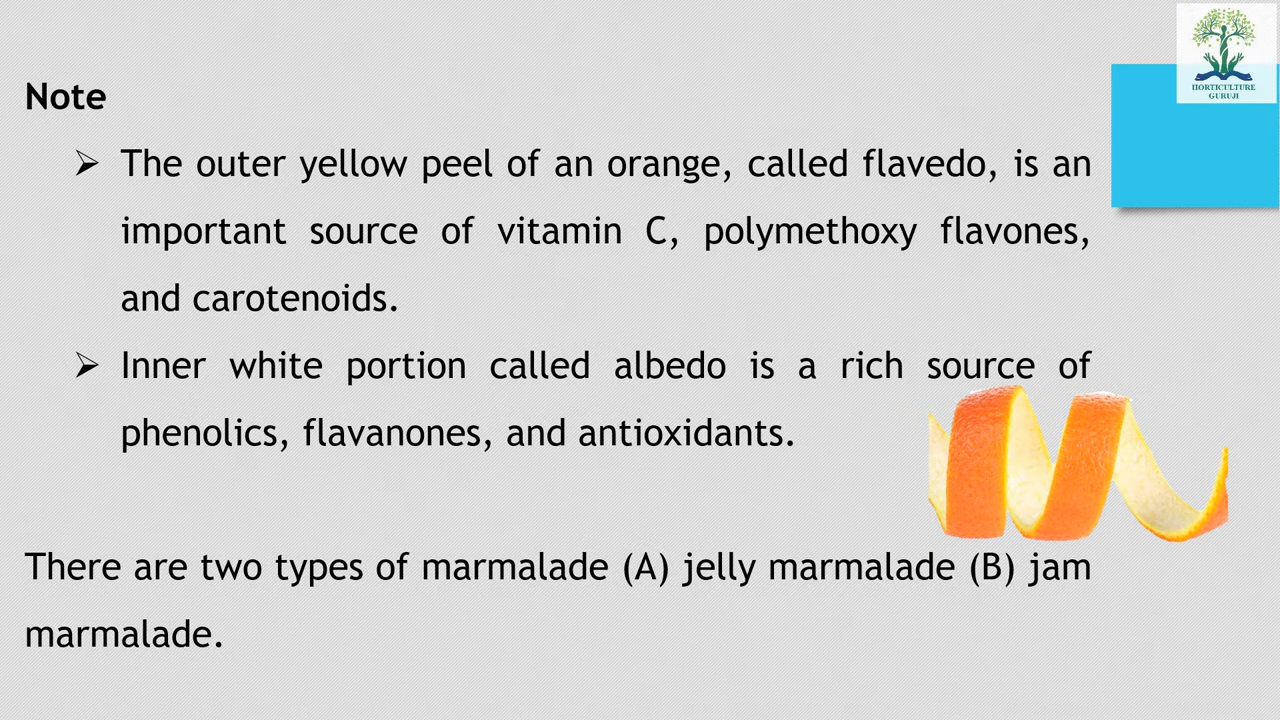 HORTICULTURE
GURUJI
Note
➢ The outer yellow peel of an orange, called flavedo, is an
important source of vitamin C, polymethoxy flavones,
and carotenoids.
➢ Inner white portion called albedo is a rich source of
phenolics, flavanones, and antioxidants.
There are two types of marmalade (A) jelly marmalade (B) jam
marmalade.